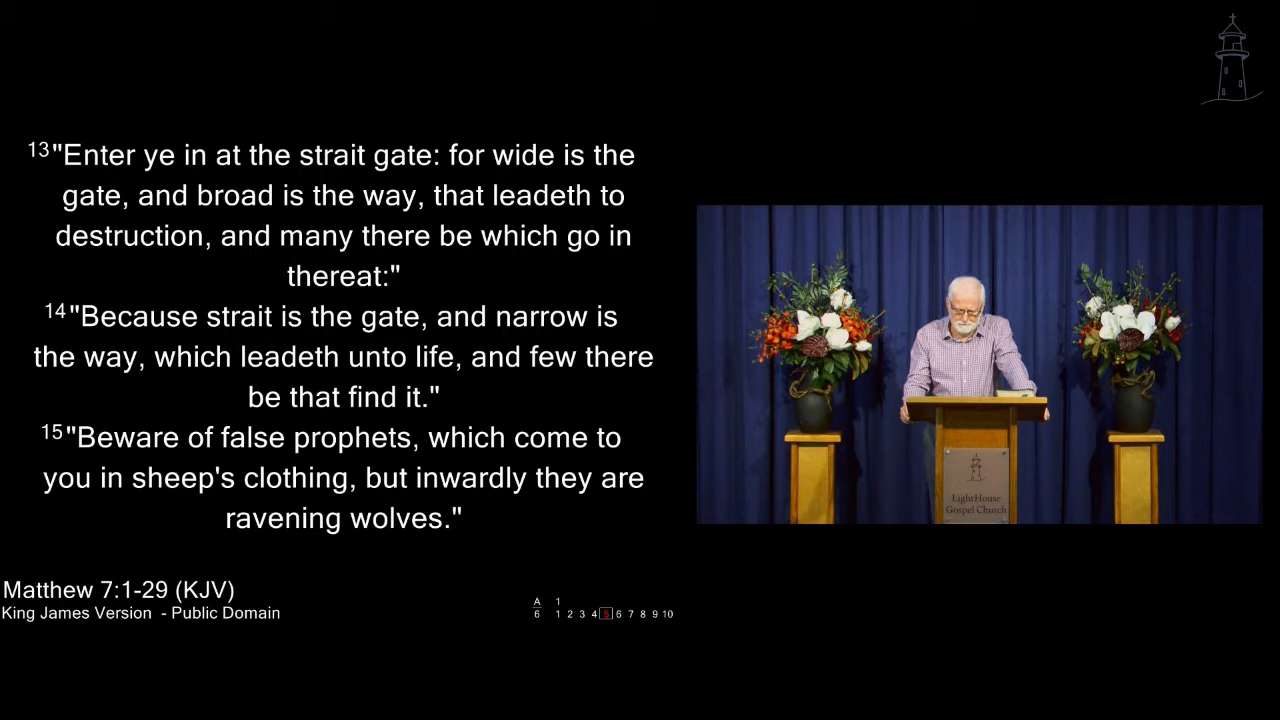 13"Enter ye in at the strait gate: for wide is the
gate, and broad is the way, that leadeth to
destruction, and many there be which go in
thereat:"
14"Because strait is the gate, and narrow is
the way, which leadeth unto life, and few there
be that find it."
15"Beware of false prophets, which come to
you in sheep's clothing, but inwardly they are
ravening wolves."
Matthew 7:1-29 (KJV)
King James Version - Public Domain
A 1
6 1 2 3 4 5 6 7 8 9 10
LightHouse
Gospel Church